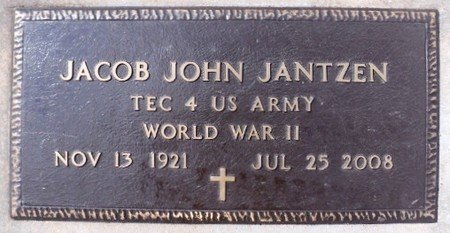 JACOB JOHN JANTZEN
TEC 4 US ARMY
WORLD WAR II
NOV 13 1921 JUL 25 2008